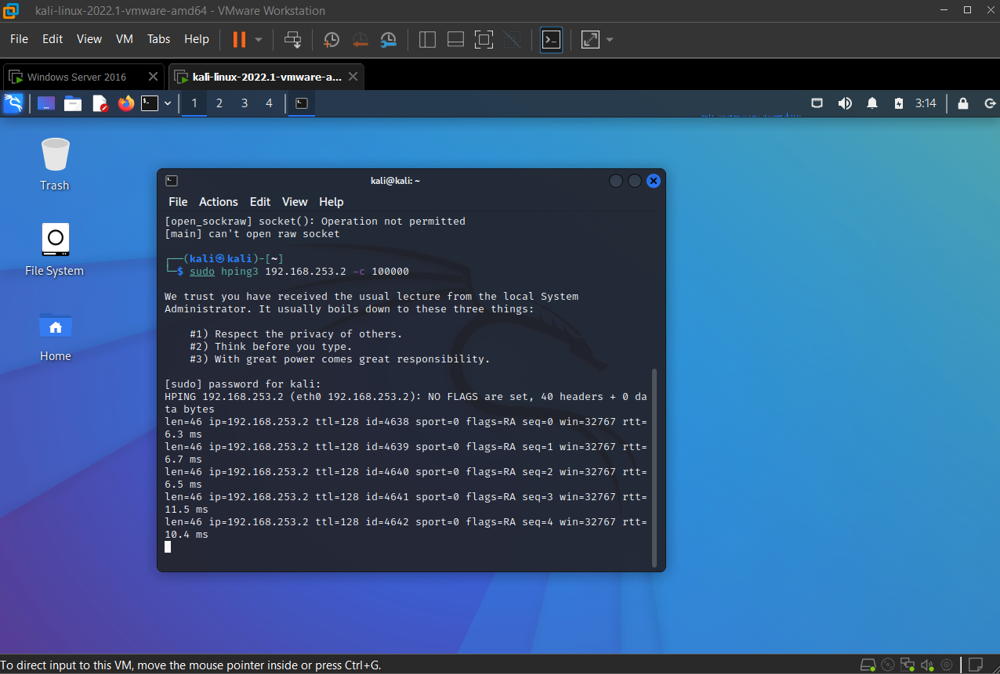 kali-linux-2022.1-vmware-amd64 - VMware Workstation
File Edit View VM Tabs Help
Windows Server 2016
kali-linux-2022.1-vmware-a...
1 2 3 4
3:14
Trash
File System
Home
kali@kali: ~
File Actions Edit View Help
[open_sockraw] socket(): Operation not permitted
[main] can't open raw socket
┌──(kali㉿kali)-[~]
└─$ sudo hping3 192.168.253.2 -c 100000
We trust you have received the usual lecture from the local System
Administrator. It usually boils down to these three things:
#1) Respect the privacy of others.
#2) Think before you type.
#3) With great power comes great responsibility.
[sudo] password for kali:
HPING 192.168.253.2 (eth0 192.168.253.2): NO FLAGS are set, 40 headers + 0 da
ta bytes
len=46 ip=192.168.253.2 ttl=128 id=4638 sport=0 flags=RA seq=0 win=32767 rtt=
6.3 ms
len=46 ip=192.168.253.2 ttl=128 id=4639 sport=0 flags=RA seq=1 win=32767 rtt=
6.7 ms
len=46 ip=192.168.253.2 ttl=128 id=4640 sport=0 flags=RA seq=2 win=32767 rtt=
6.5 ms
len=46 ip=192.168.253.2 ttl=128 id=4641 sport=0 flags=RA seq=3 win=32767 rtt=
11.5 ms
len=46 ip=192.168.253.2 ttl=128 id=4642 sport=0 flags=RA seq=4 win=32767 rtt=
10.4 ms
To direct input to this VM, move the mouse pointer inside or press Ctrl+G.